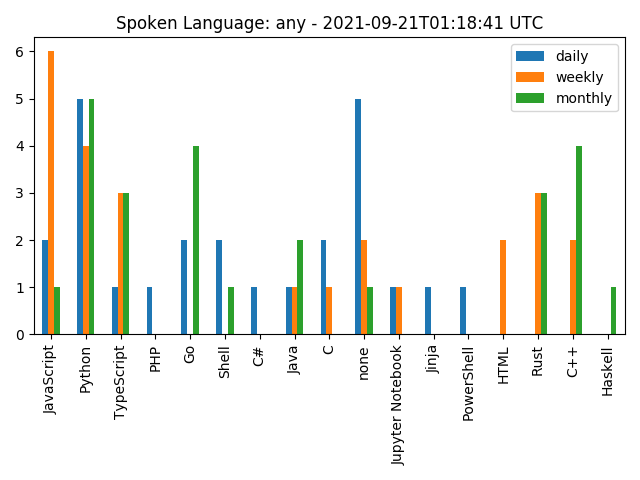 Spoken Language: any - 2021-09-21T01:18:41 UTC
daily
weekly
monthly
6
5
4
3
2
1
0
JavaScript
Python
TypeScript
PHP
Go
Shell
C#
Java
C
none
Jupyter Notebook
Jinja
PowerShell
HTML
Rust
C++
Haskell